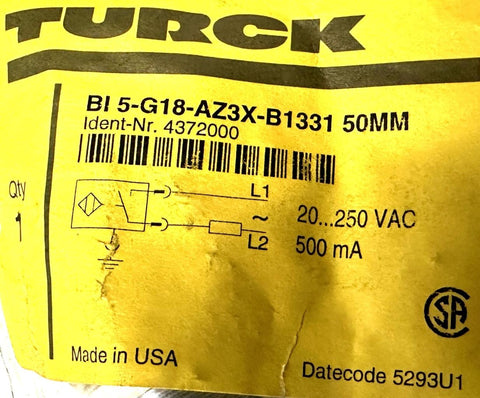 TURCK
BI 5-G18-AZ3X-B1331 50MM
Ident-Nr. 4372000
Qty
1
L1
~ 20...250 VAC
L2 500 mA
SA
Made in USA
Datecode 5293U1